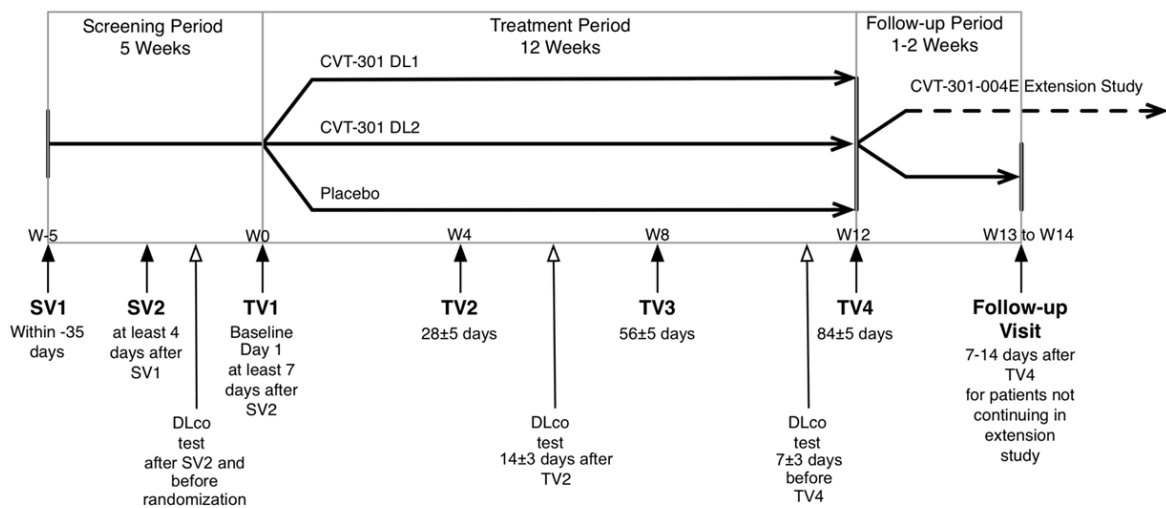 Screening Period
5 Weeks
Treatment Period
12 Weeks
Follow-up Period
1-2 Weeks
CVT-301 DL1
CVT-301-004E Extension Study
CVT-301 DL2
Placebo
W-5
W0
W4
W8
W12
W13 to W14
SV1
Within -35
days
SV2
at least 4
days after
SV1
TV1
Baseline
Day 1
at least 7
days after
SV2
TV2
28±5 days
TV3
56±5 days
TV4
84±5 days
Follow-up
Visit
7-14 days after
TV4
for patients not
continuing in
extension
study
DLco
test
after SV2 and
before
randomization
DLco
test
14±3 days after
TV2
DLco
test
7±3 days
before
TV4